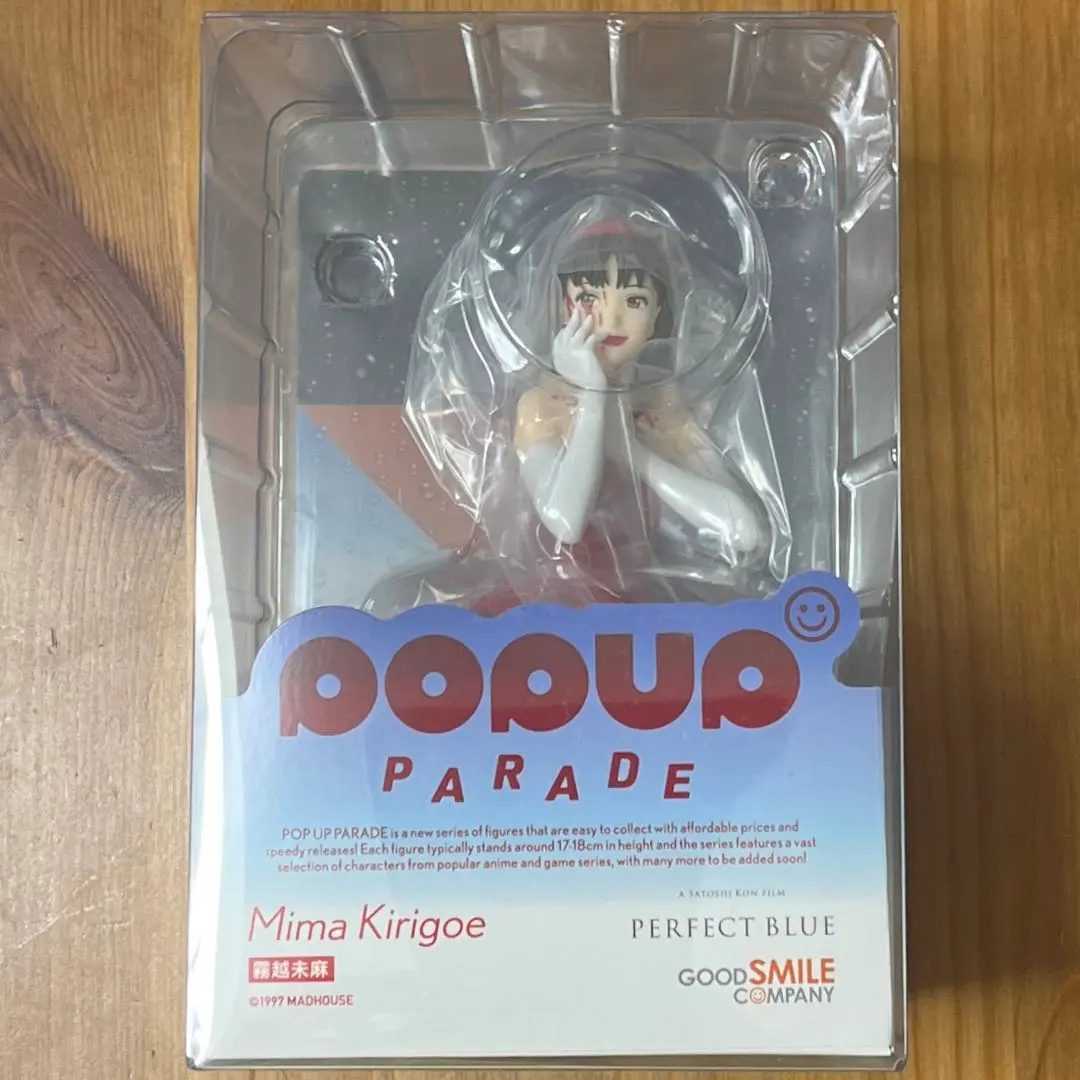 POPUP
PARADE
POP UP PARADE is a new series of figures that are easy to collect with affordable prices and
speedy releases! Each figure typically stands around 17-18cm in height and the series features a vast
selection of characters from popular anime and game series, with many more to be added soon!
A SATOSHI KON FILM
Mima Kirigoe
PERFECT BLUE
霧越未麻
GOOD SMILE
COMPANY
©1997 MADHOUSE